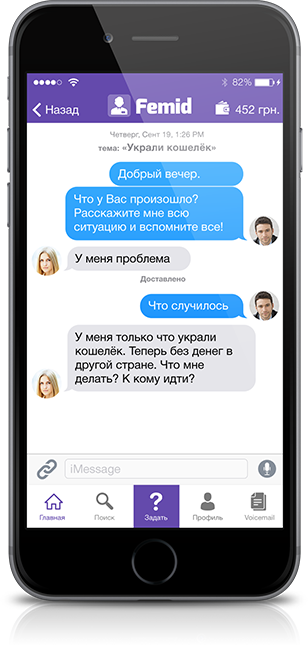 82%
Назад
Femid
452 грн.
Четверг, Сент 19, 1:26 PM
тема: «Украли кошелёк»
Добрый вечер.
Что у Вас произошло?
Расскажите мне всю
ситуацию и вспомните все!
У меня проблема
Доставлено
Что случилось
У меня только что украли
кошелёк. Теперь без денег в
другой стране. Что мне
делать? К кому идти?
iMessage
Главная
Поиск
?
Задать
Профиль
Voicemail